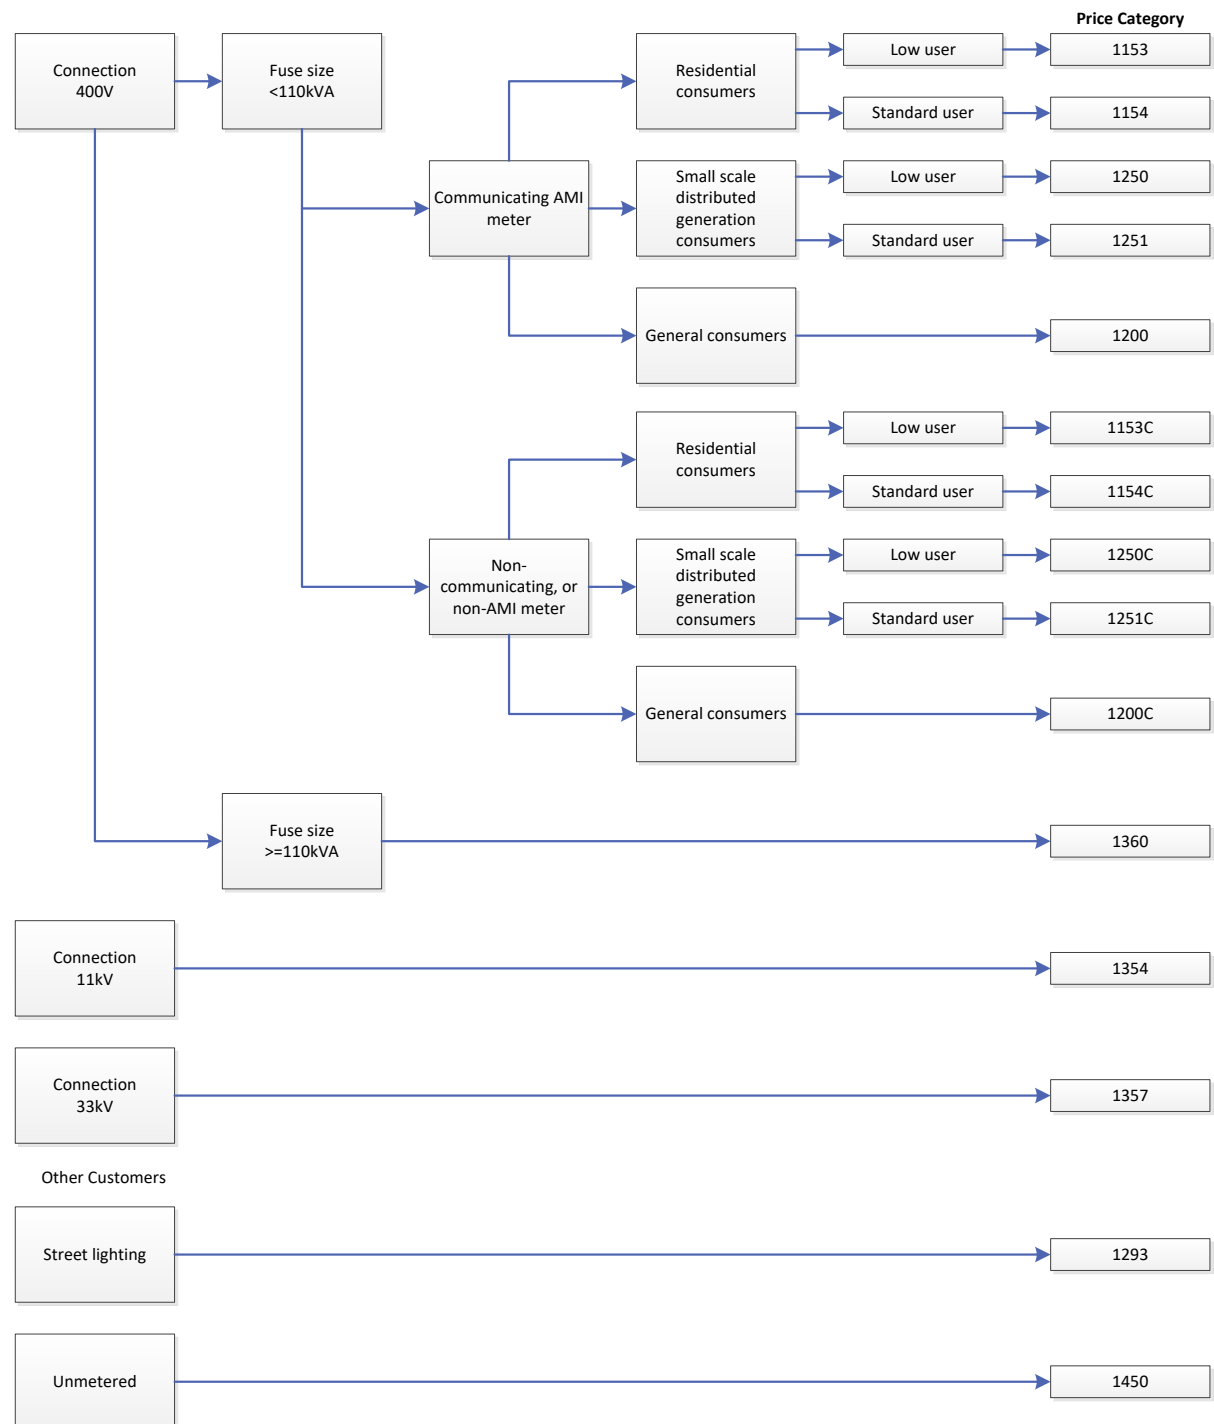 Price Category
Connection
400V
Fuse size
<110kVA
Residential
consumers
Low user
1153
Standard user
1154
Communicating AMI
meter
Small scale
distributed
generation
consumers
Low user
1250
Standard user
1251
General consumers
1200
Residential
consumers
Low user
1153C
Standard user
1154C
Non-
communicating, or
non-AMI meter
Small scale
distributed
generation
consumers
Low user
1250C
Standard user
1251C
General consumers
1200C
Fuse size
>=110kVA
1360
Connection
11kV
1354
Connection
33kV
1357
Other Customers
Street lighting
1293
Unmetered
1450